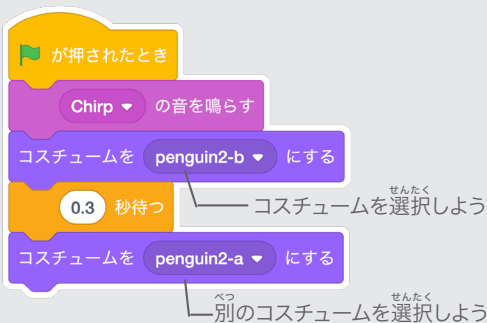 が押されたとき
Chirp の音を鳴らす
コスチュームを penguin2-b にする
0.3 秒待つ
せんたく
コスチュームを選択しよう
コスチュームを penguin2-a にする
べつ せんたく
別のコスチュームを選択しよう